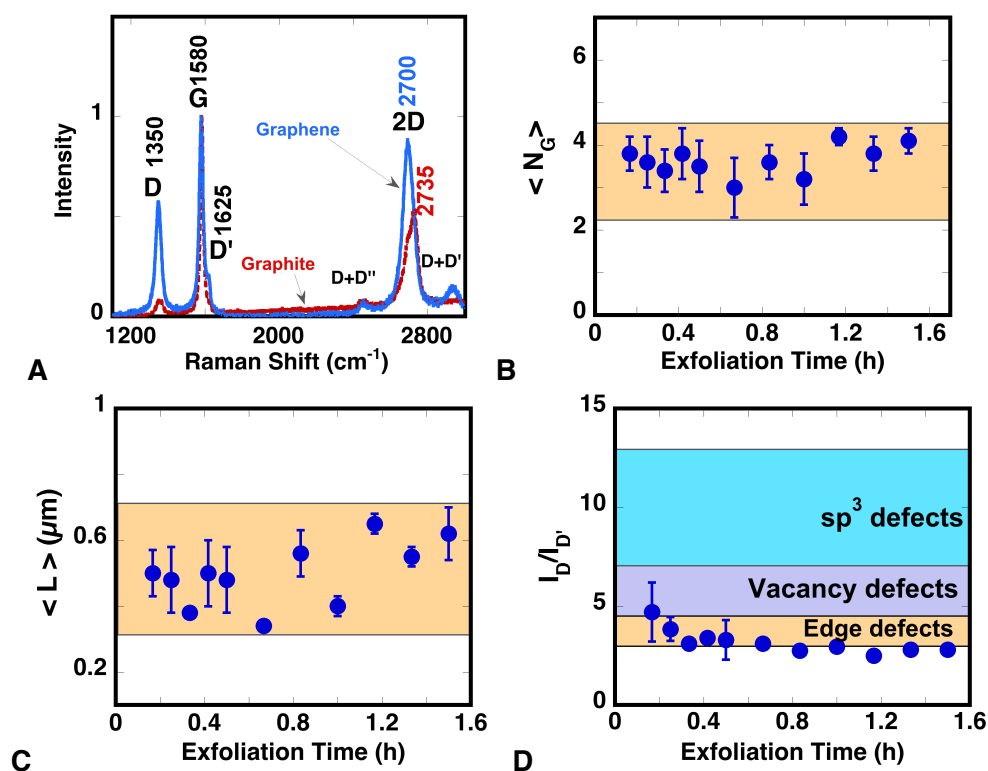 1
0
Intensity
1200
2000
2800
Raman Shift (cm-1)
D 1350
G1580
D' 1625
Graphene
Graphite
2700
2D
2735
D+D''
D+D'
A
6
4
2
0
< NG >
0
0.4
0.8
1.2
1.6
Exfoliation Time (h)
B
1
0.6
0.2
< L > (μm)
0
0.4
0.8
1.2
1.6
Exfoliation Time (h)
C
15
10
5
0
ID/ID'
sp3 defects
Vacancy defects
Edge defects
0
0.4
0.8
1.2
1.6
Exfoliation Time (h)
D